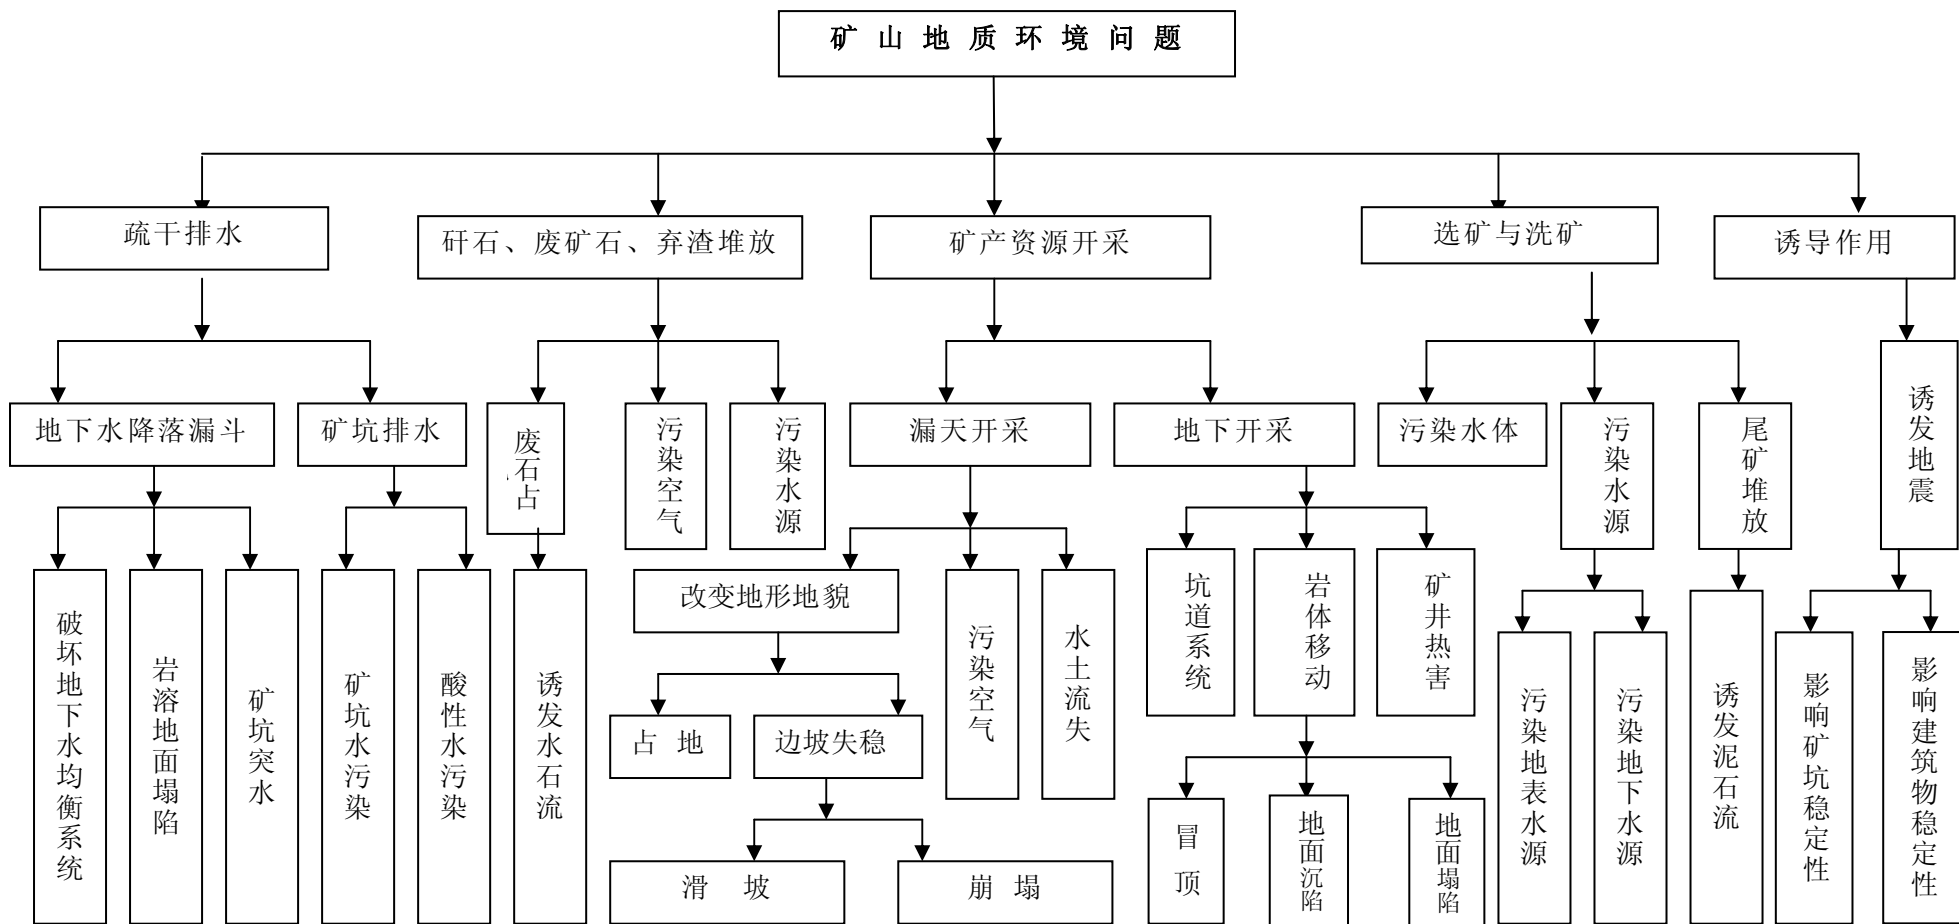 矿山地质环境问题
疏干排水
矸石、废矿石、弃渣堆放
矿产资源开采
选矿与洗矿
诱导作用
地下水降落漏斗
矿坑排水
废石占
污染空气
污染水源
漏天开采
地下开采
污染水体
污染水源
尾矿堆放
诱发地震
破坏地下水均衡系统
岩溶地面塌陷
矿坑突水
矿坑水污染
酸性水污染
诱发水石流
改变地形地貌
污染空气
水土流失
坑道系统
岩体移动
矿井热害
污染地表水源
污染地下水源
诱发泥石流
影响矿坑稳定性
影响建筑物稳定性
占地
边坡失稳
冒顶
地面沉陷
地面塌陷
滑坡
崩塌